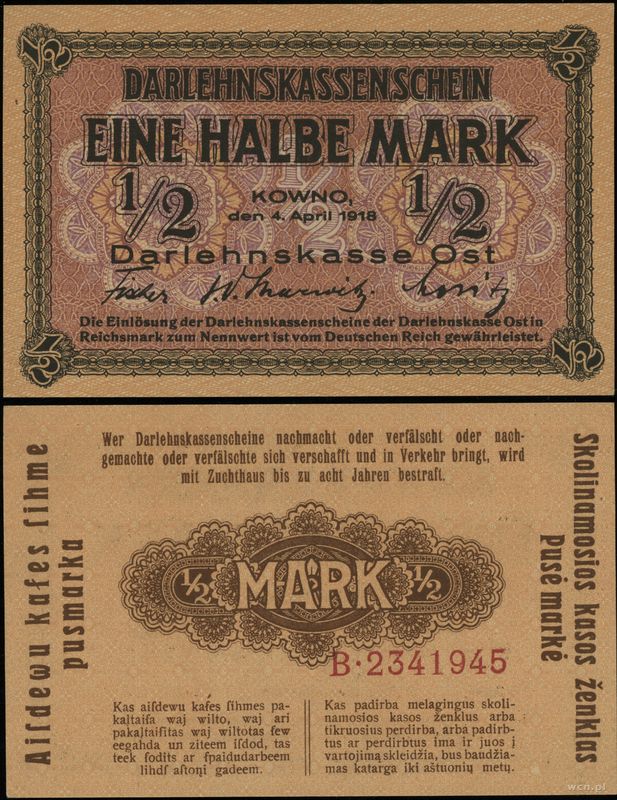 1/2
1/2
DARLEHNSKASSENSCHEIN
EINE HALBE MARK
1/2
KOWNO,
1/2
den 4. April 1918
Darlehnskasse Ost
Die Einlösung der Darlehnskassenscheine der Darlehnskasse Ost in
Reichsmark zum Nennwert ist vom Deutschen Reich gewährleistet.
1/2
1/2
Wer Darlehnskassenscheine nachmacht oder verfälscht oder nach-
gemachte oder verfälschte sich verschafft und in Verkehr bringt, wird
mit Zuchthaus bis zu acht Jahren bestraft.
Aiſdewu kaſes ſihme
pusmarka
1/2 MARK 1/2
B·2341945
Skolinamosios kasos ženklas
pusė markė
Kas aiſdewu kaſes ſihmes pa-
kaļtaiſa waj wilto, waj ari
pakaļtaiſitas waj wiltotas ſew
eegahda un ziteem iſdod, tas
teek ſodits ar ſpaidudarbeem
lihdſ aſtoņi gadeem.
Kas padirba melagingus skoli-
namosios kasos ženklus arba
tikruosius perdirba, arba padirb-
tus ar perdirbtus ima ir juos į
vartojimą skleidžia, bus baudžia-
mas katarga iki aštuonių metų.
wcn.pl